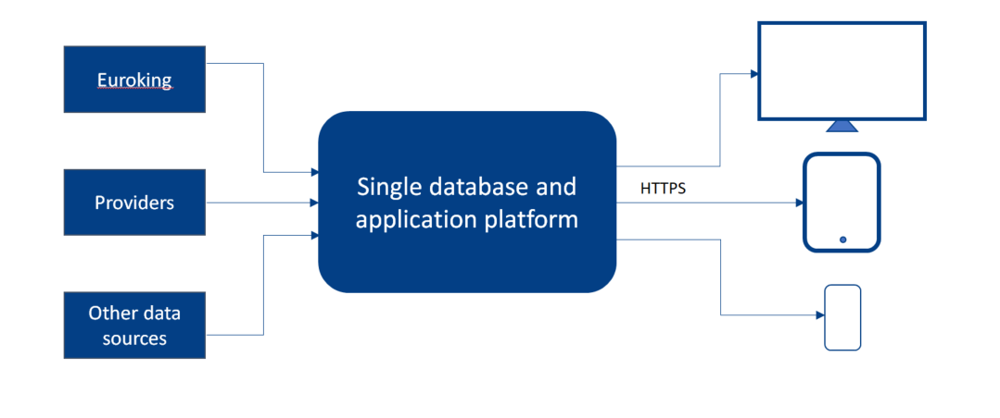 Euroking
Providers
Other data
sources
Single database and
application platform
HTTPS